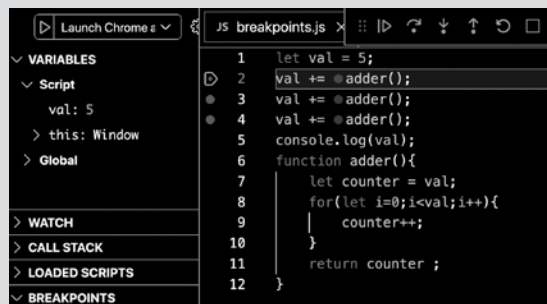 Launch Chrome a
JS breakpoints.js
VARIABLES
Script
val: 5
this: Window
Global
WATCH
CALL STACK
LOADED SCRIPTS
BREAKPOINTS
1 let val = 5;
2 val += adder();
3 val += adder();
4 val += adder();
5 console.log(val);
6 function adder(){
7 let counter = val;
8 for(let i=0;i<val;i++){
9 counter++;
10 }
11 return counter ;
12 }